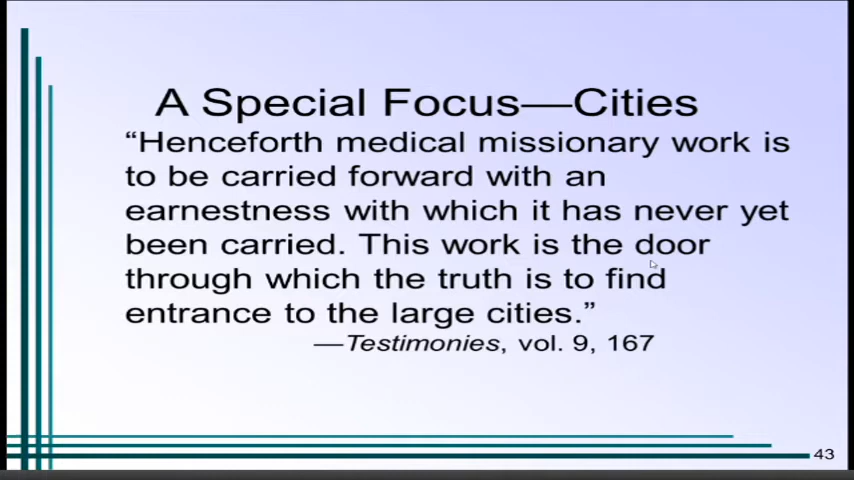 A Special Focus—Cities
“Henceforth medical missionary work is
to be carried forward with an
earnestness with which it has never yet
been carried. This work is the door
through which the truth is to find
entrance to the large cities.”
—Testimonies, vol. 9, 167
43